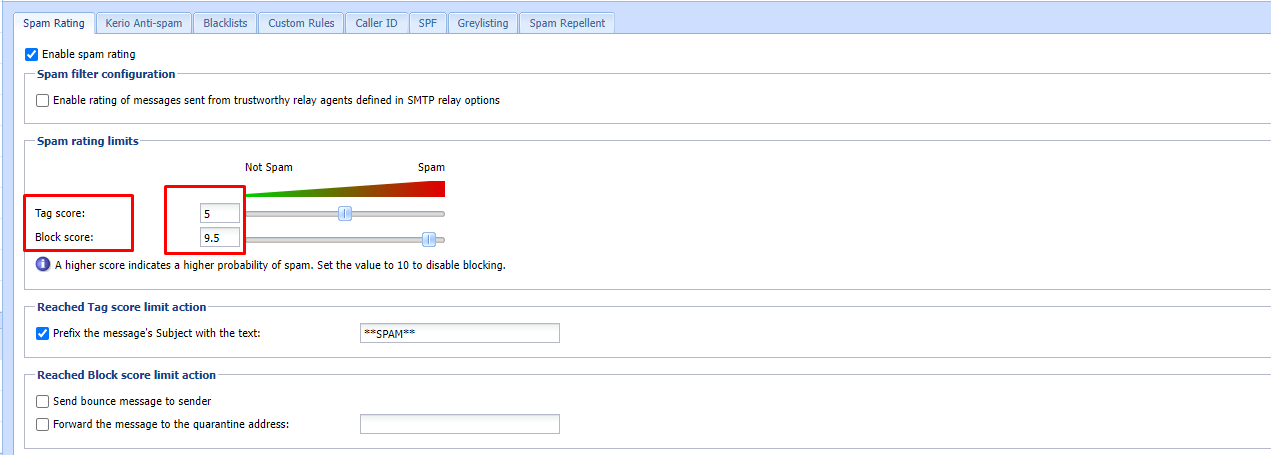 Spam Rating Kerio Anti-spam Blacklists Custom Rules Caller ID SPF Greylisting Spam Repellent
Enable spam rating
Spam filter configuration
Enable rating of messages sent from trustworthy relay agents defined in SMTP relay options
Spam rating limits
Not Spam Spam
Tag score: 5
Block score: 9.5
A higher score indicates a higher probability of spam. Set the value to 10 to disable blocking.
Reached Tag score limit action
Prefix the message's Subject with the text: **SPAM**
Reached Block score limit action
Send bounce message to sender
Forward the message to the quarantine address: